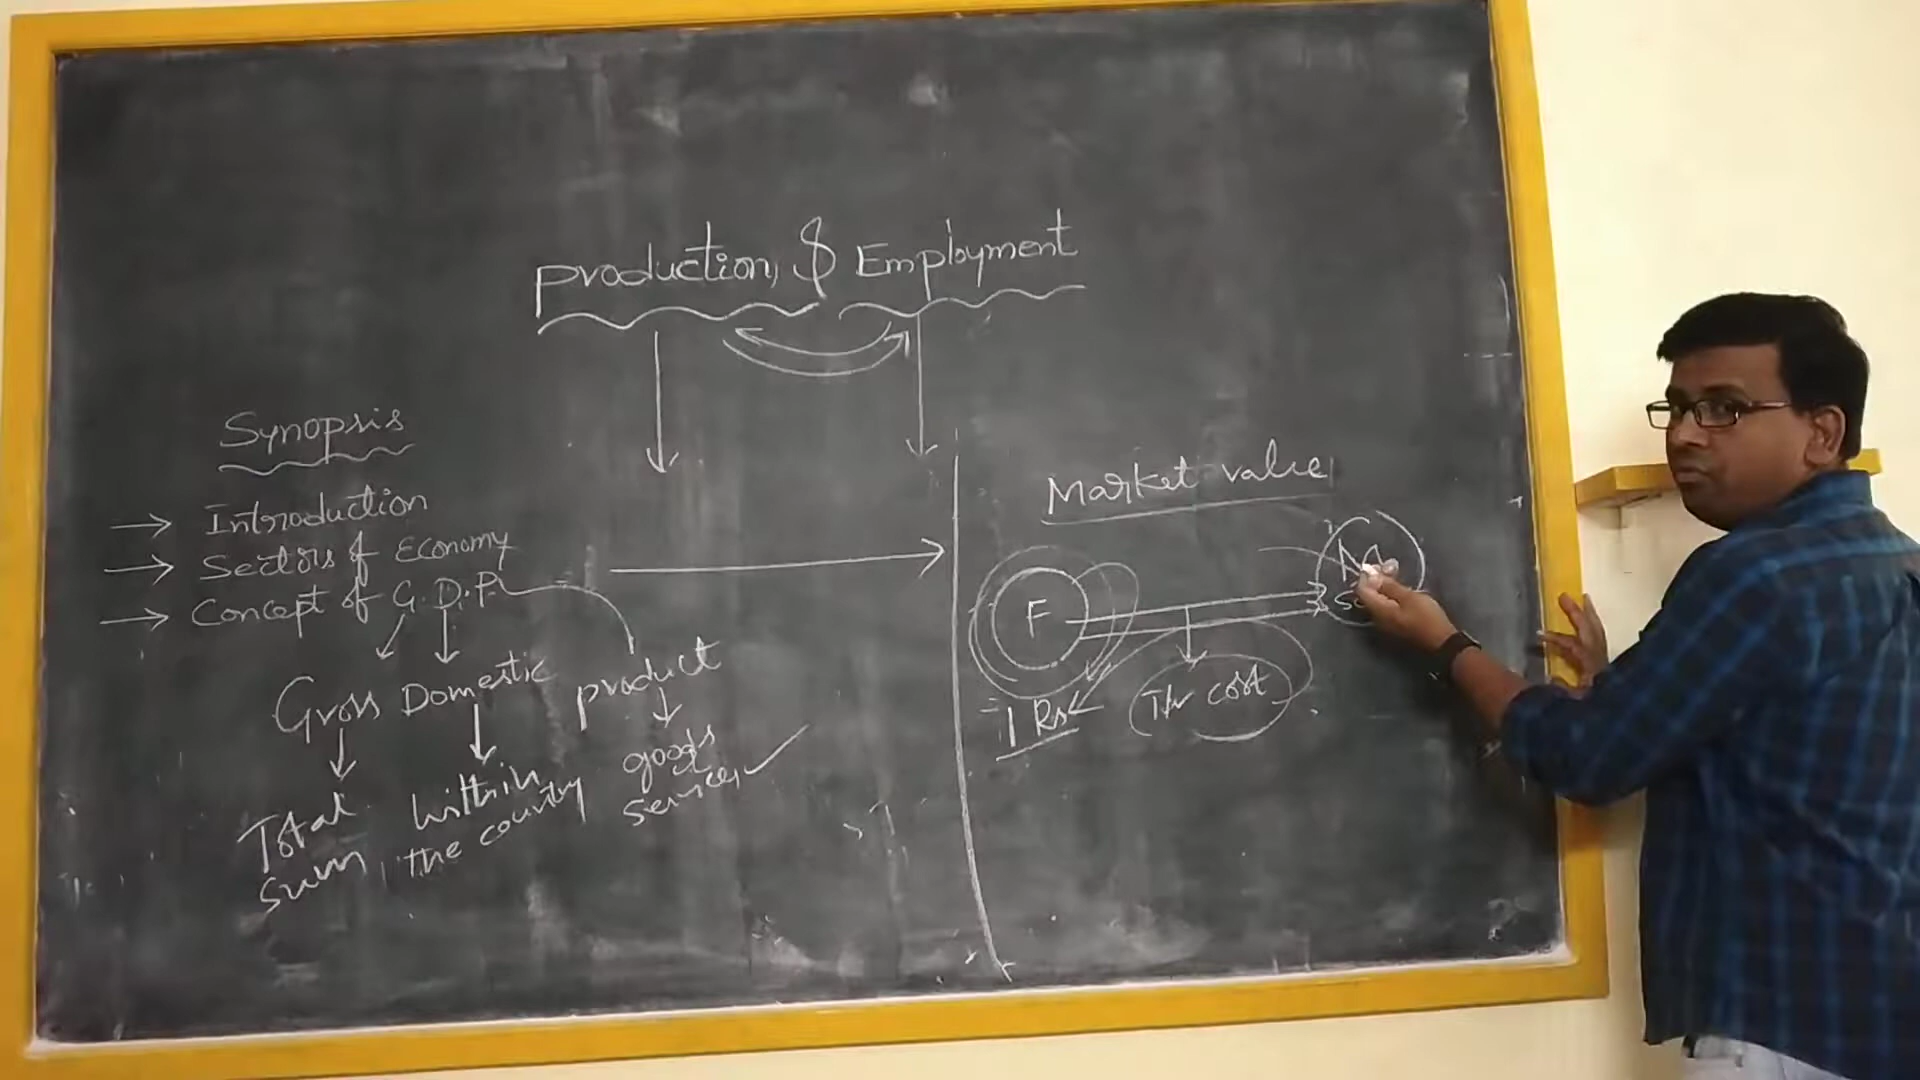 production, & Employment
Synopsis
→ Introduction
→ Sectors of Economy
→ Concept of G.D.P.
Gross Domestic product
Total sum
within the country
goods
services
Market value
F
1 Rs
Tr cost